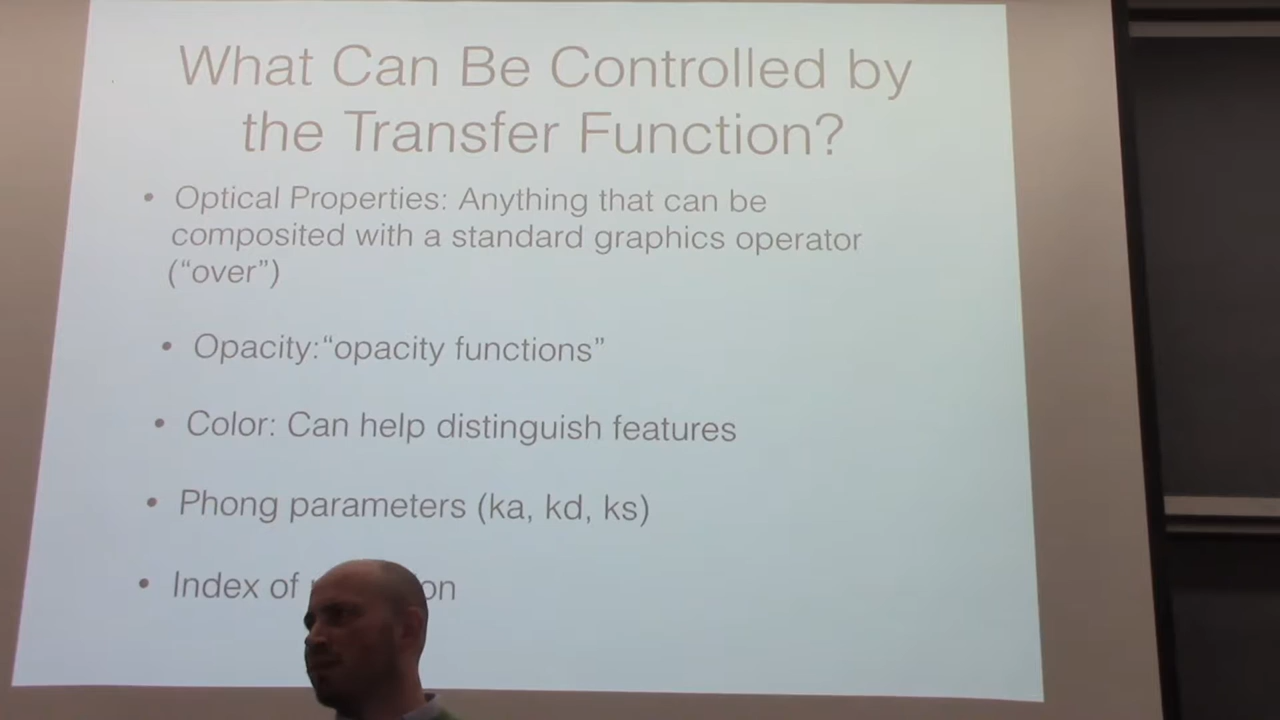 What Can Be Controlled by
the Transfer Function?
• Optical Properties: Anything that can be
composited with a standard graphics operator
(“over”)
• Opacity:“opacity functions”
• Color: Can help distinguish features
• Phong parameters (ka, kd, ks)
• Index of